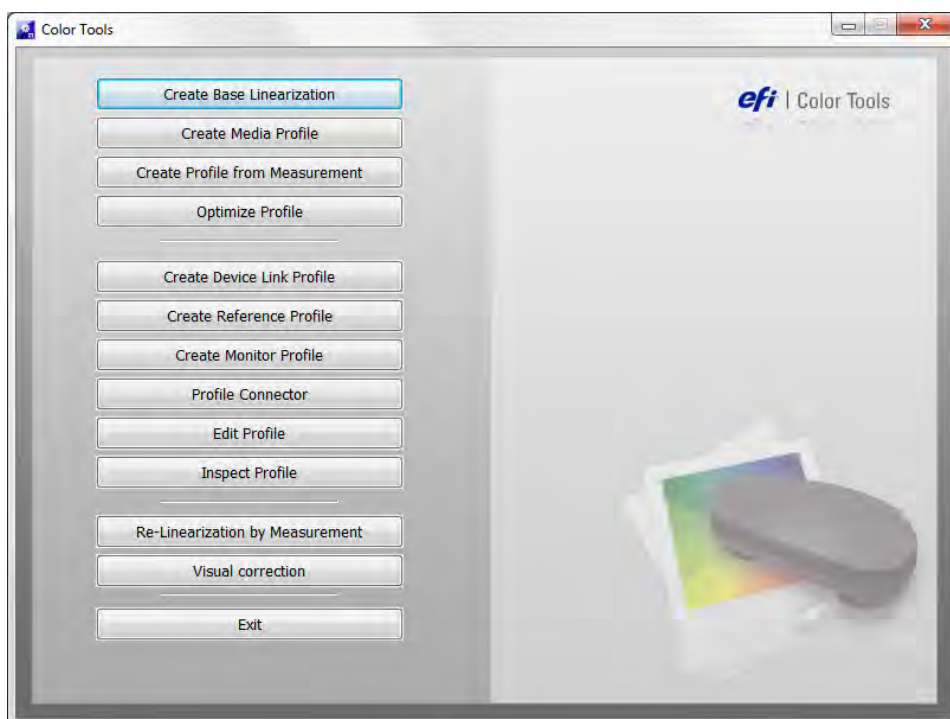 Color Tools
Create Base Linearization
efi | Color Tools
Create Media Profile
Create Profile from Measurement
Optimize Profile
Create Device Link Profile
Create Reference Profile
Create Monitor Profile
Profile Connector
Edit Profile
Inspect Profile
Re-Linearization by Measurement
Visual correction
Exit